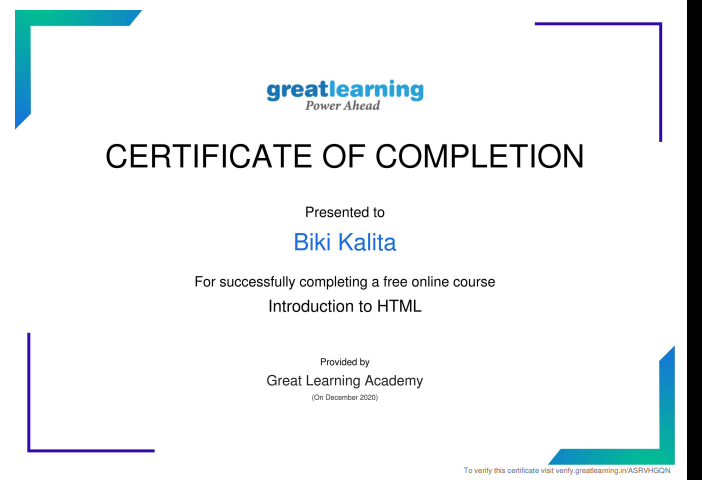 greatlearning
Power Ahead
CERTIFICATE OF COMPLETION
Presented to
Biki Kalita
For successfully completing a free online course
Introduction to HTML
Provided by
Great Learning Academy
(On December 2020)
To verify this certificate visit verify.greatlearning.in/ASRVHGQN